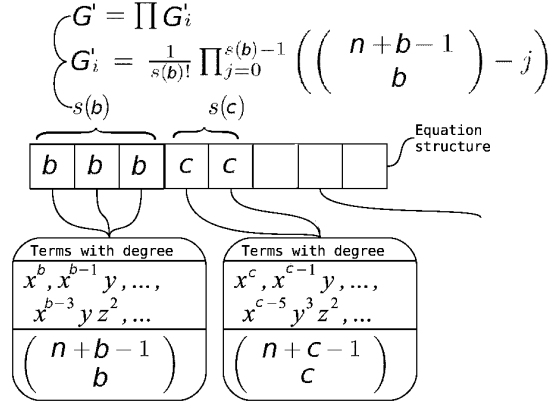 G' = ∏ G'_i
G'_i = \frac{1}{s(b)!} ∏_{j=0}^{s(b)-1} ( ( n+b-1 \\ b ) - j )
s(b) s(c)
b b b c c
Equation
structure
Terms with degree
x^b, x^{b-1} y, ...,
x^{b-3} y z^2, ...
( n+b-1 \\ b )
Terms with degree
x^c, x^{c-1} y, ...,
x^{c-5} y^3 z^2, ...
( n+c-1 \\ c )